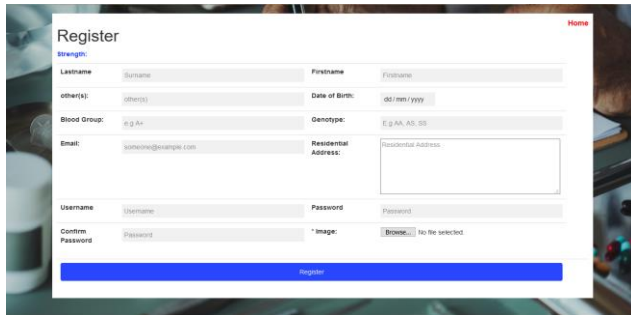 Home
Register
Strength:
Lastname Surname Firstname Firstname
other(s): other(s) Date of Birth: dd / mm / yyyy
Blood Group: e.g A+ Genotype: E.g AA, AS, SS
Email: someone@example.com Residential Address: Residential Address
Username Username Password Password
Confirm Password Password * Image: Browse... No file selected.
Register